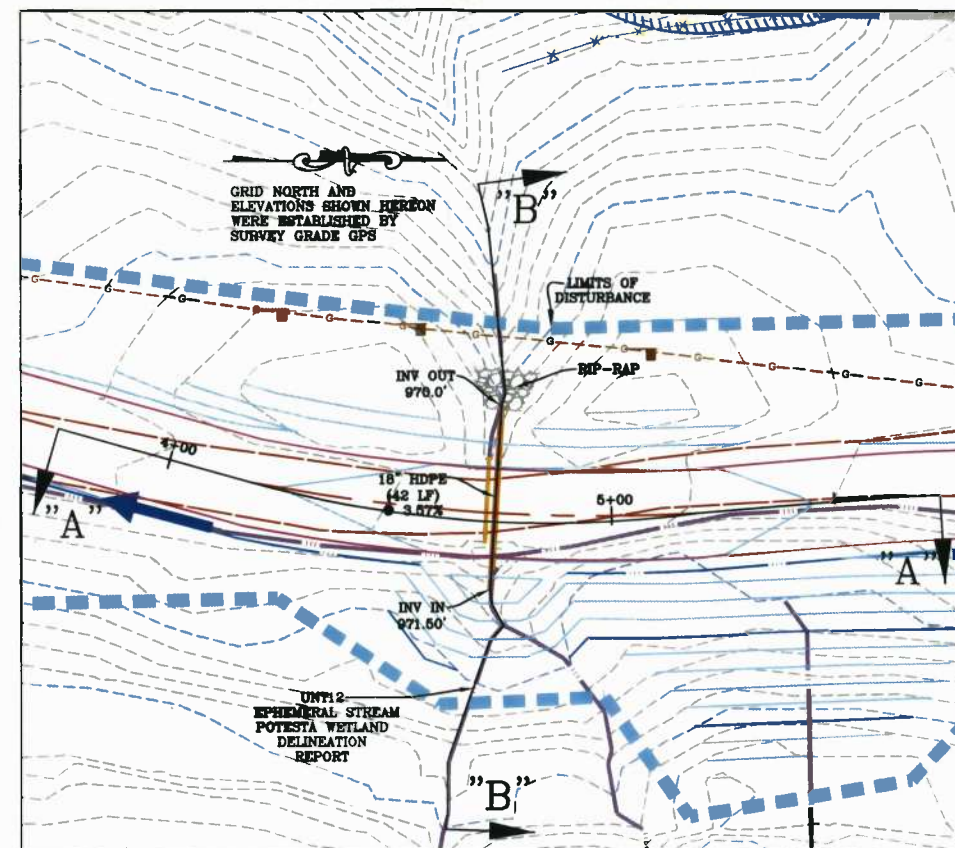 GRID NORTH AND
ELEVATIONS SHOWN HEREON
WERE ESTABLISHED BY
SURVEY GRADE GPS
"B"
LIMITS OF
DISTURBANCE
G G G G G G G G G
INV OUT
970.0'
RIP-RAP
4+00
18" HDPE
(42 LF)
3.57%
5+00
"A"
"A"
INV IN
971.50'
UNT12
EPHEMERAL STREAM
POTESTA WETLAND
DELINEATION
REPORT
"B"